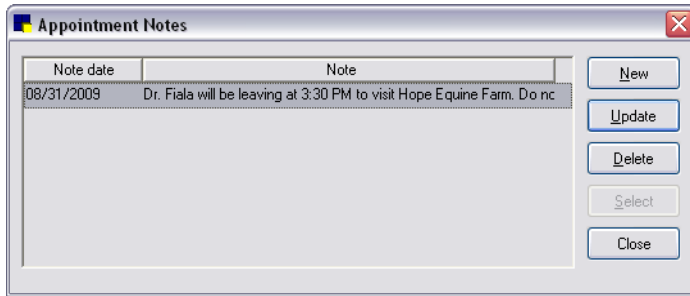 Appointment Notes
Note date Note
08/31/2009 Dr. Fiala will be leaving at 3:30 PM to visit Hope Equine Farm. Do
New
Update
Delete
Select
Close